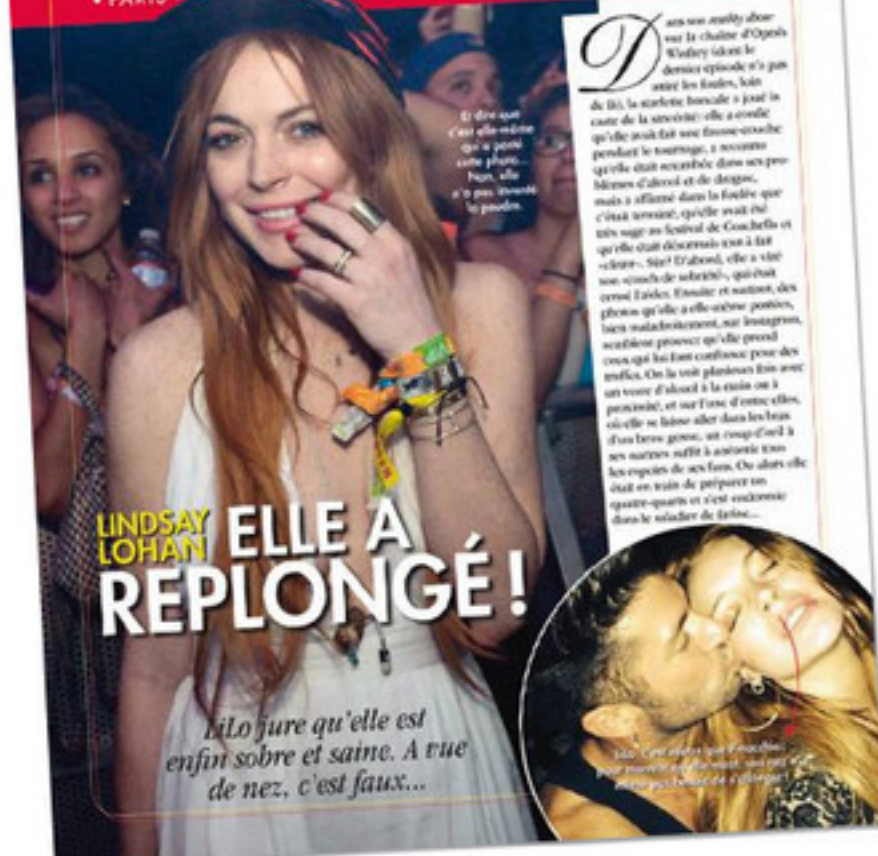 PARIS
Et dire que
c'est elle-même
qui a posté
cette photo...
Non, elle
n'a pas inventé
la poudre.
Dans son reality show
sur la chaîne d'Oprah
Winfrey (dont le
dernier épisode n'a pas
attiré les foules, loin
de là), la starlette bancale a joué la
carte de la sincérité: elle a confié
qu'elle avait fait une fausse-couche
pendant le tournage, a reconnu
qu'elle était retombée dans ses pro-
blèmes d'alcool et de drogue,
mais a affirmé dans la foulée que
c'était terminé, qu'elle avait été
très sage au festival de Coachella et
qu'elle était désormais tout à fait
«clean». Sûr? D'abord, elle a viré
son «coach de sobriété», qui était
censé l'aider. Ensuite et surtout, des
photos qu'elle a elle-même postées,
bien maladroitement, sur Instagram,
semblent prouver qu'elle prend
ceux qui lui font confiance pour des
truffes. On la voit plusieurs fois avec
un verre d'alcool à la main ou à
proximité, et sur l'une d'entre elles,
où elle se laisse aller dans les bras
d'un beau gosse, un coup d'œil à
ses narines suffit à anéantir tous
les espoirs de ses fans. Ou alors elle
était en train de préparer un
quatre-quarts et s'est endormie
dans le saladier de farine...
LINDSAY
LOHAN
ELLE A
REPLONGÉ !
LiLo jure qu'elle est
enfin sobre et saine. A vue
de nez, c'est faux...
LiLo, c'est mieux que Pinocchio: